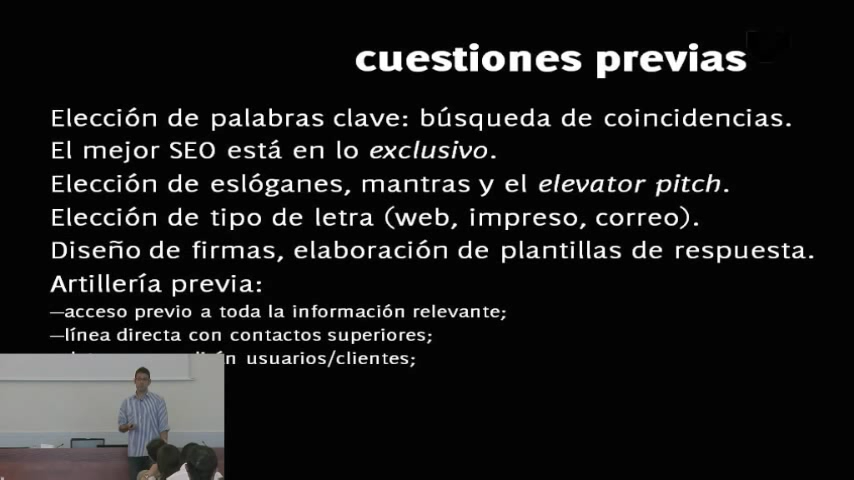 cuestiones previas
Elección de palabras clave: búsqueda de coincidencias.
El mejor SEO está en lo exclusivo.
Elección de eslóganes, mantras y el elevator pitch.
Elección de tipo de letra (web, impreso, correo).
Diseño de firmas, elaboración de plantillas de respuesta.
Artillería previa:
—acceso previo a toda la información relevante;
—línea directa con contactos superiores;
usuarios/clientes;